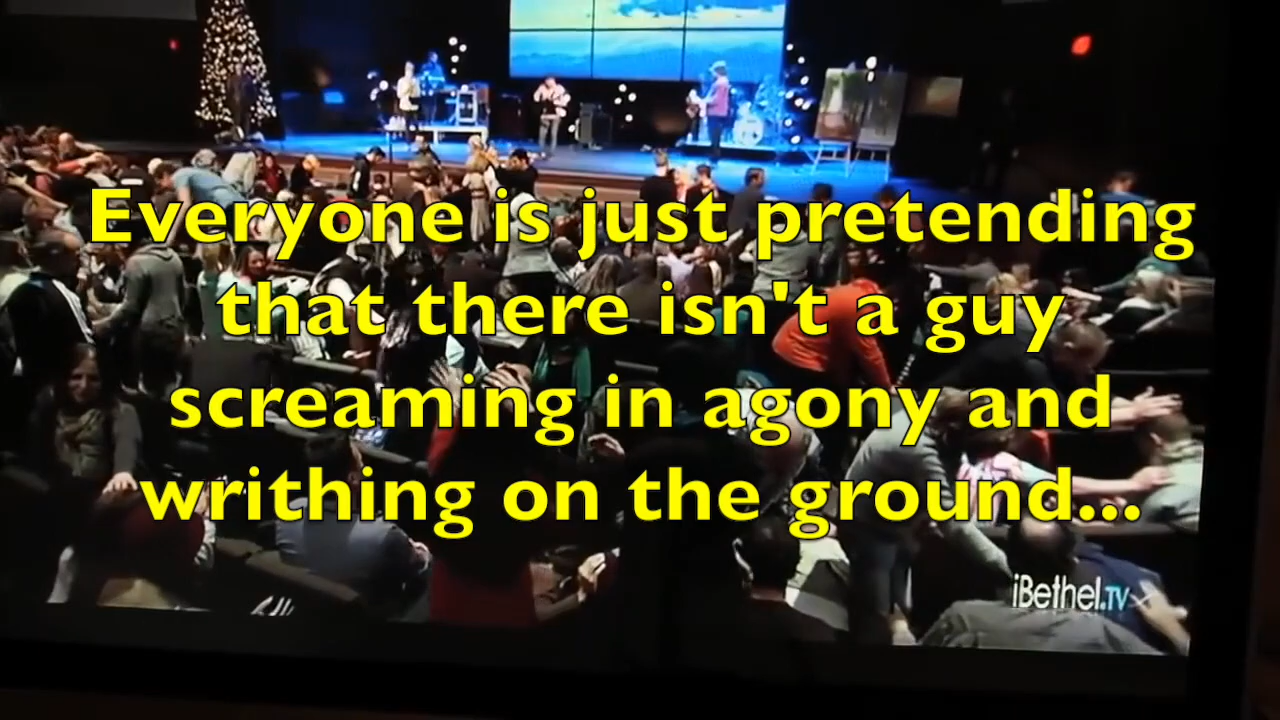 Everyone is just pretending
that there isn't a guy
screaming in agony and
writhing on the ground...
iBethel.TV